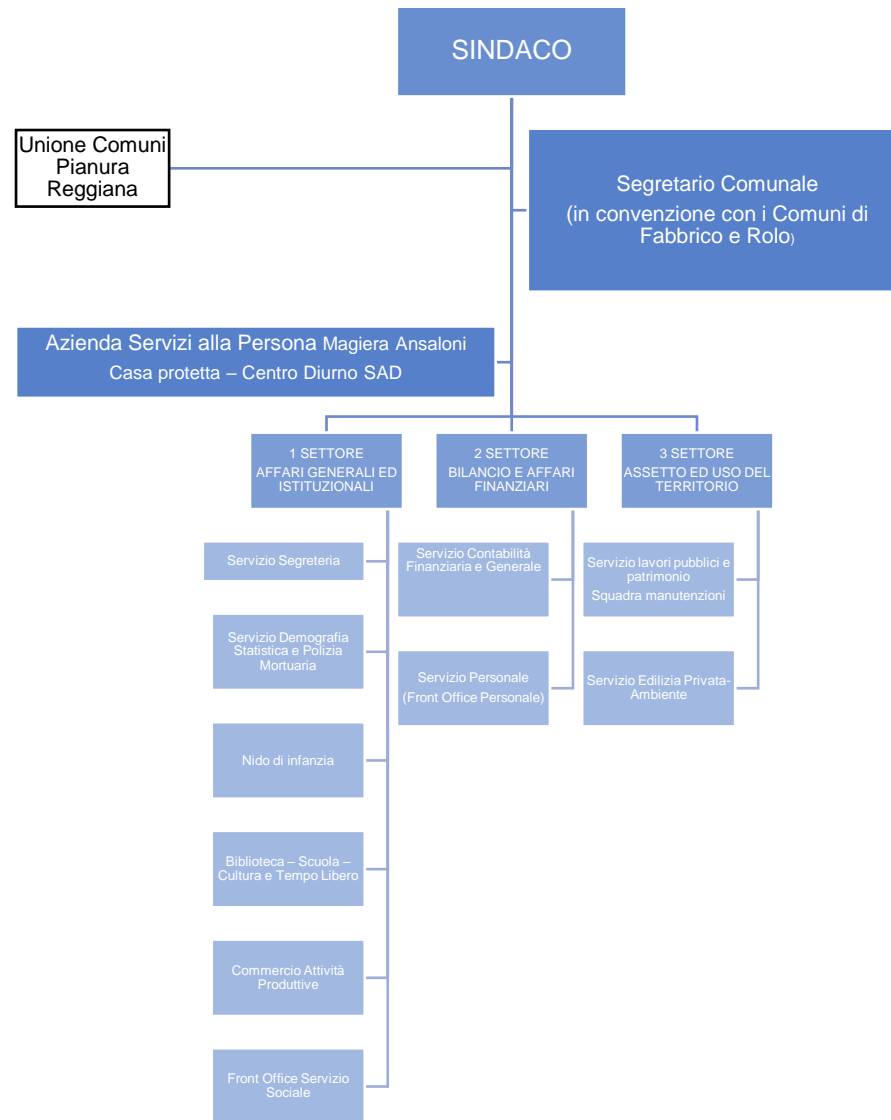 SINDACO
Unione Comuni
Pianura
Reggiana
Segretario Comunale
(in convenzione con i Comuni di
Fabbrico e Rolo)
Azienda Servizi alla Persona Magiera Ansaloni
Casa protetta – Centro Diurno SAD
1 SETTORE
AFFARI GENERALI ED
ISTITUZIONALI
2 SETTORE
BILANCIO E AFFARI
FINANZIARI
3 SETTORE
ASSETTO ED USO DEL
TERRITORIO
Servizio Segreteria
Servizio Demografia
Statistica e Polizia
Mortuaria
Nido di infanzia
Biblioteca – Scuola –
Cultura e Tempo Libero
Commercio Attività
Produttive
Front Office Servizio
Sociale
Servizio Contabilità
Finanziaria e Generale
Servizio Personale
(Front Office Personale)
Servizio lavori pubblici e
patrimonio
Squadra manutenzioni
Servizio Edilizia Privata-
Ambiente